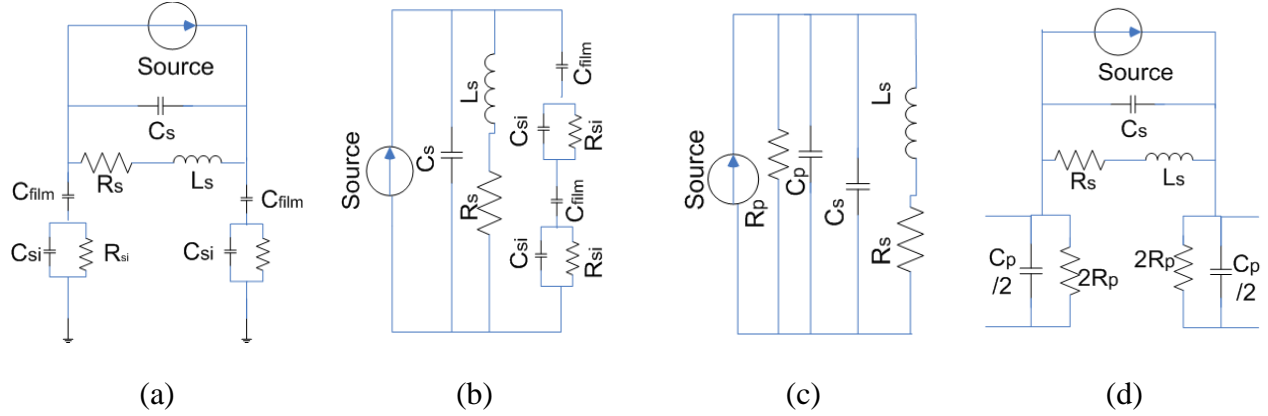 Source
Cs
Rs
Ls
Cfilm
Cfilm
Csi
Rsi
Csi
(a)
Source
Cs
Ls
Rs
Cfilm
Csi
Rsi
Cfilm
Csi
Rsi
(b)
Source
Rp
Cp
Cs
Ls
Rs
(c)
Source
Cs
Rs
Ls
Cp
/2
2Rp
2Rp
Cp
/2
(d)